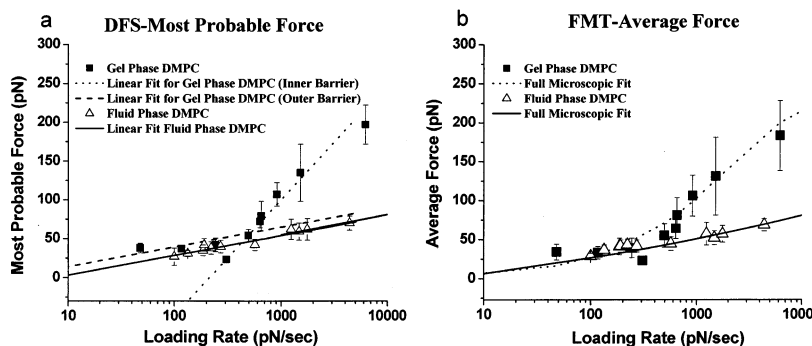 a
DFS-Most Probable Force
300
250
200
150
100
50
0
Most Probable Force (pN)
Gel Phase DMPC
Linear Fit for Gel Phase DMPC (Inner Barrier)
Linear Fit for Gel Phase DMPC (Outer Barrier)
Fluid Phase DMPC
Linear Fit Fluid Phase DMPC
10
100
1000
10000
Loading Rate (pN/sec)
b
FMT-Average Force
300
250
200
150
100
50
0
Average Force (pN)
Gel Phase DMPC
Full Microscopic Fit
Fluid Phase DMPC
Full Microscopic Fit
10
100
1000
10000
Loading Rate (pN/sec)